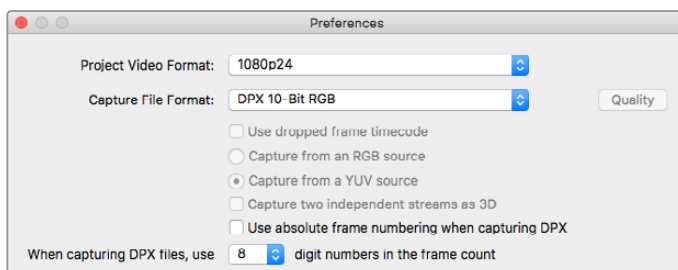 Preferences
Project Video Format: 1080p24
Capture File Format: DPX 10-Bit RGB Quality
Use dropped frame timecode
Capture from an RGB source
Capture from a YUV source
Capture two independent streams as 3D
Use absolute frame numbering when capturing DPX
When capturing DPX files, use 8 digit numbers in the frame count